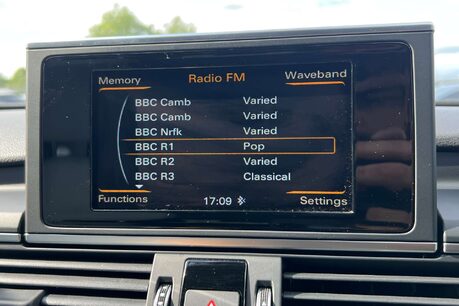 Memory Radio FM Waveband
BBC Camb Varied
BBC Camb Varied
BBC Nrfk Varied
BBC R1 Pop
BBC R2 Varied
BBC R3 Classical
Functions 17:09 Settings